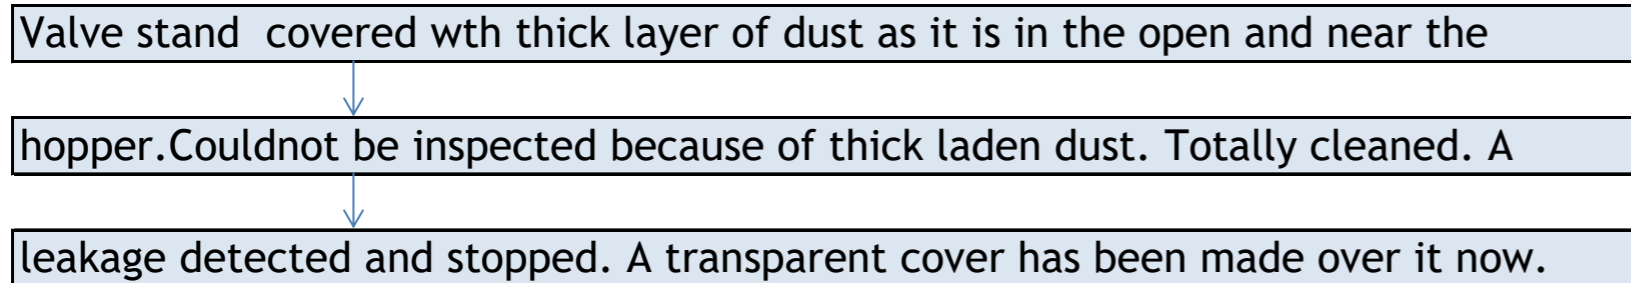 Valve stand  covered wth thick layer of dust as it is in the open and near the
hopper.Couldnot be inspected because of thick laden dust. Totally cleaned. A
leakage detected and stopped. A transparent cover has been made over it now.